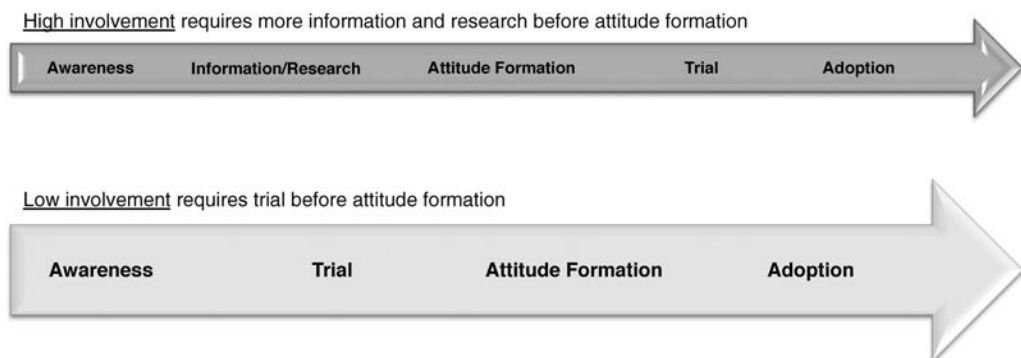 High involvement requires more information and research before attitude formation
Awareness Information/Research Attitude Formation Trial Adoption
Low involvement requires trial before attitude formation
Awareness Trial Attitude Formation Adoption